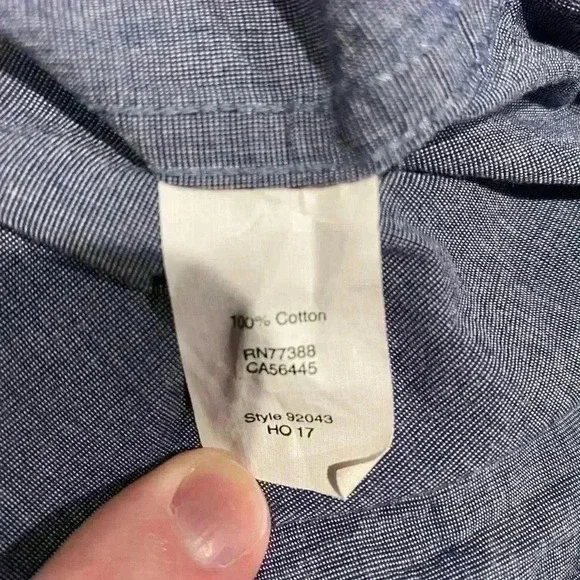 100% Cotton
RN77388
CA56445
Style 92043
HO 17